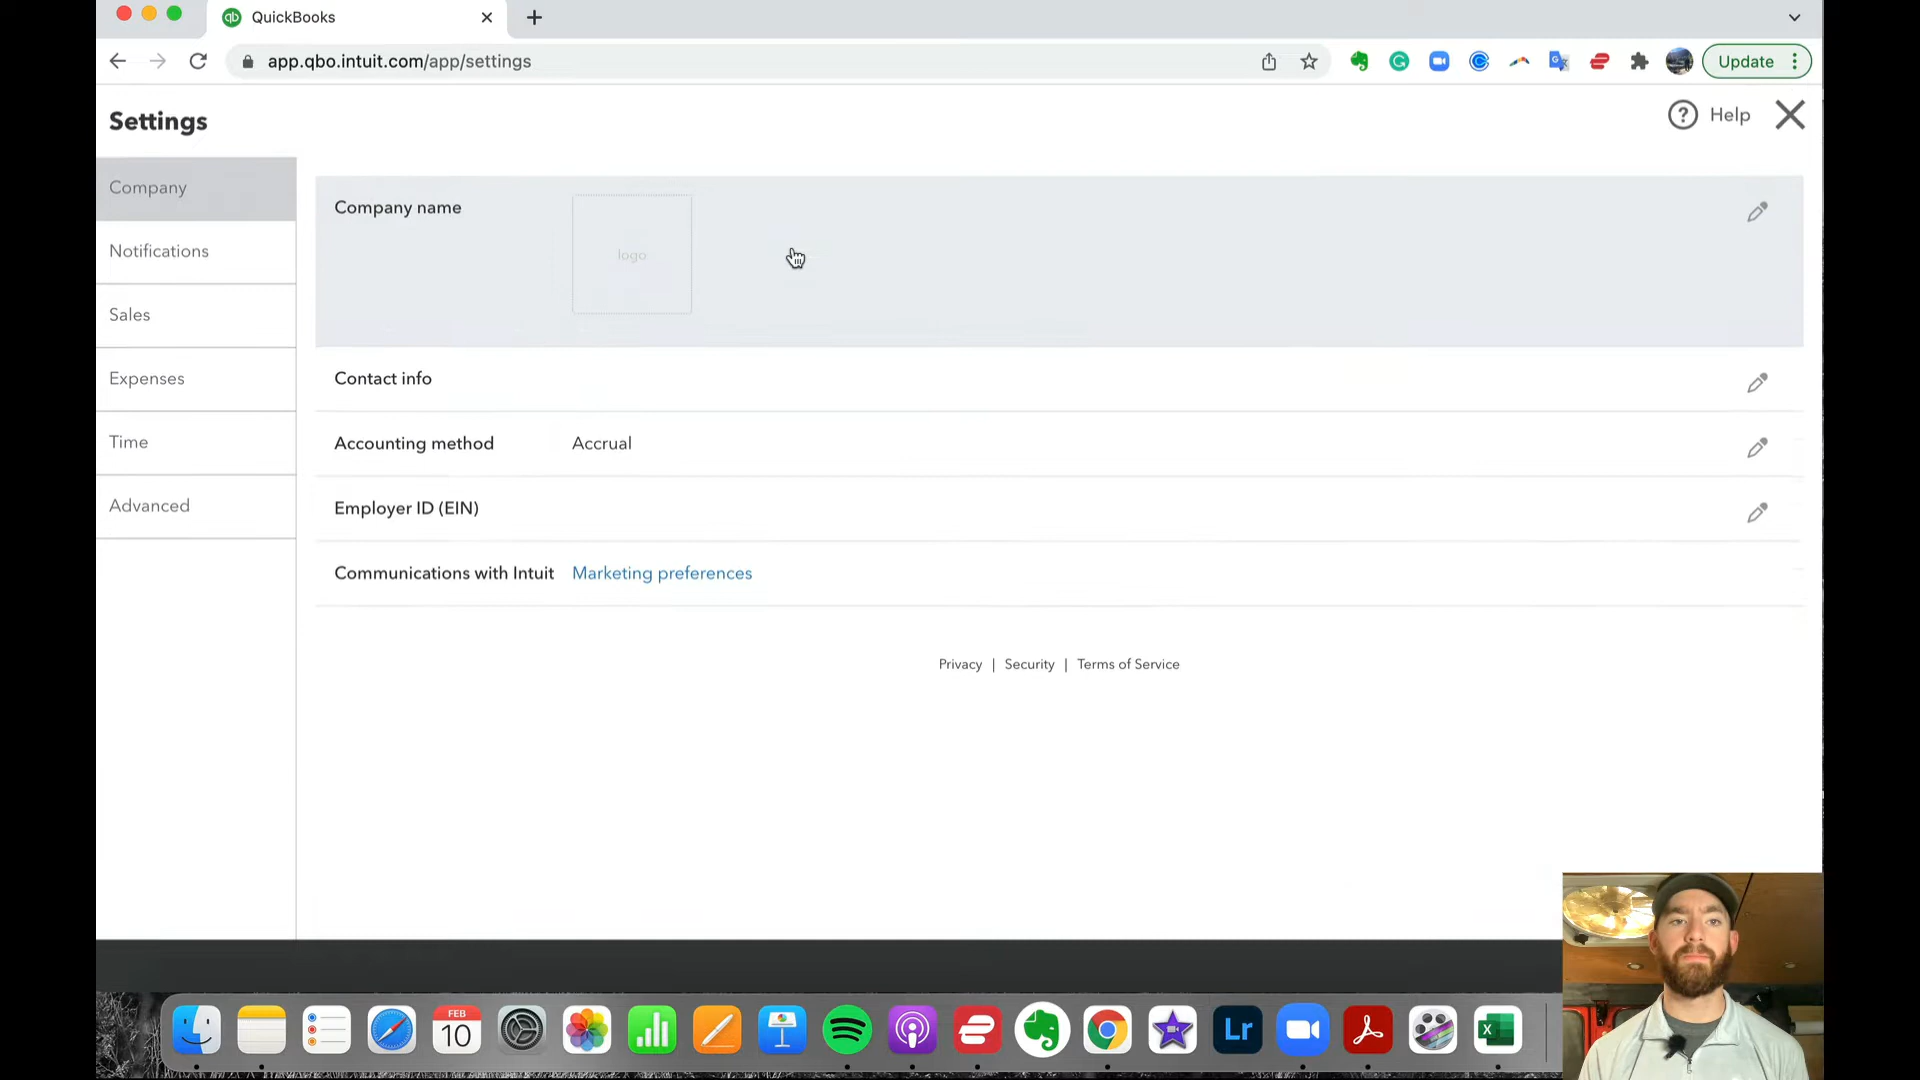 qb QuickBooks
app.qbo.intuit.com/app/settings
Update
Settings
? Help
Company
Notifications
Sales
Expenses
Time
Advanced
Company name
logo
Contact info
Accounting method Accrual
Employer ID (EIN)
Communications with Intuit Marketing preferences
Privacy | Security | Terms of Service
FEB
10
Lr
X